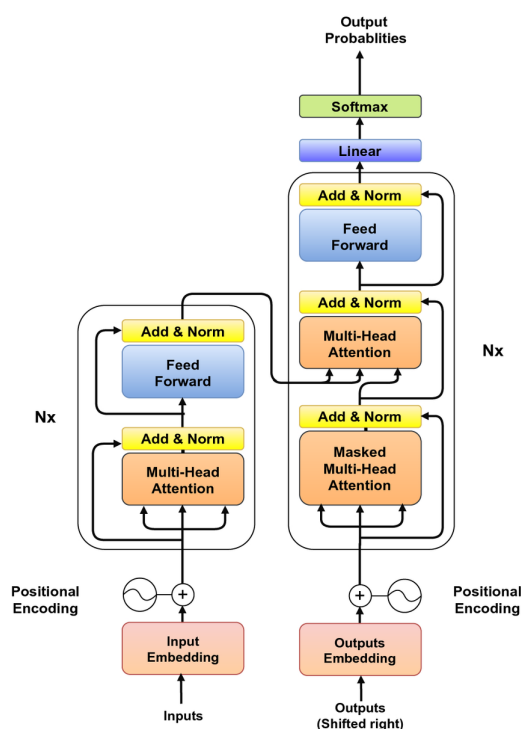 Output
Probablities
Softmax
Linear
Add & Norm
Feed
Forward
Add & Norm
Multi-Head
Attention
Nx
Add & Norm
Masked
Multi-Head
Attention
Positional
Encoding
Outputs
Embedding
Outputs
(Shifted right)
Add & Norm
Feed
Forward
Nx
Add & Norm
Multi-Head
Attention
Positional
Encoding
Input
Embedding
Inputs